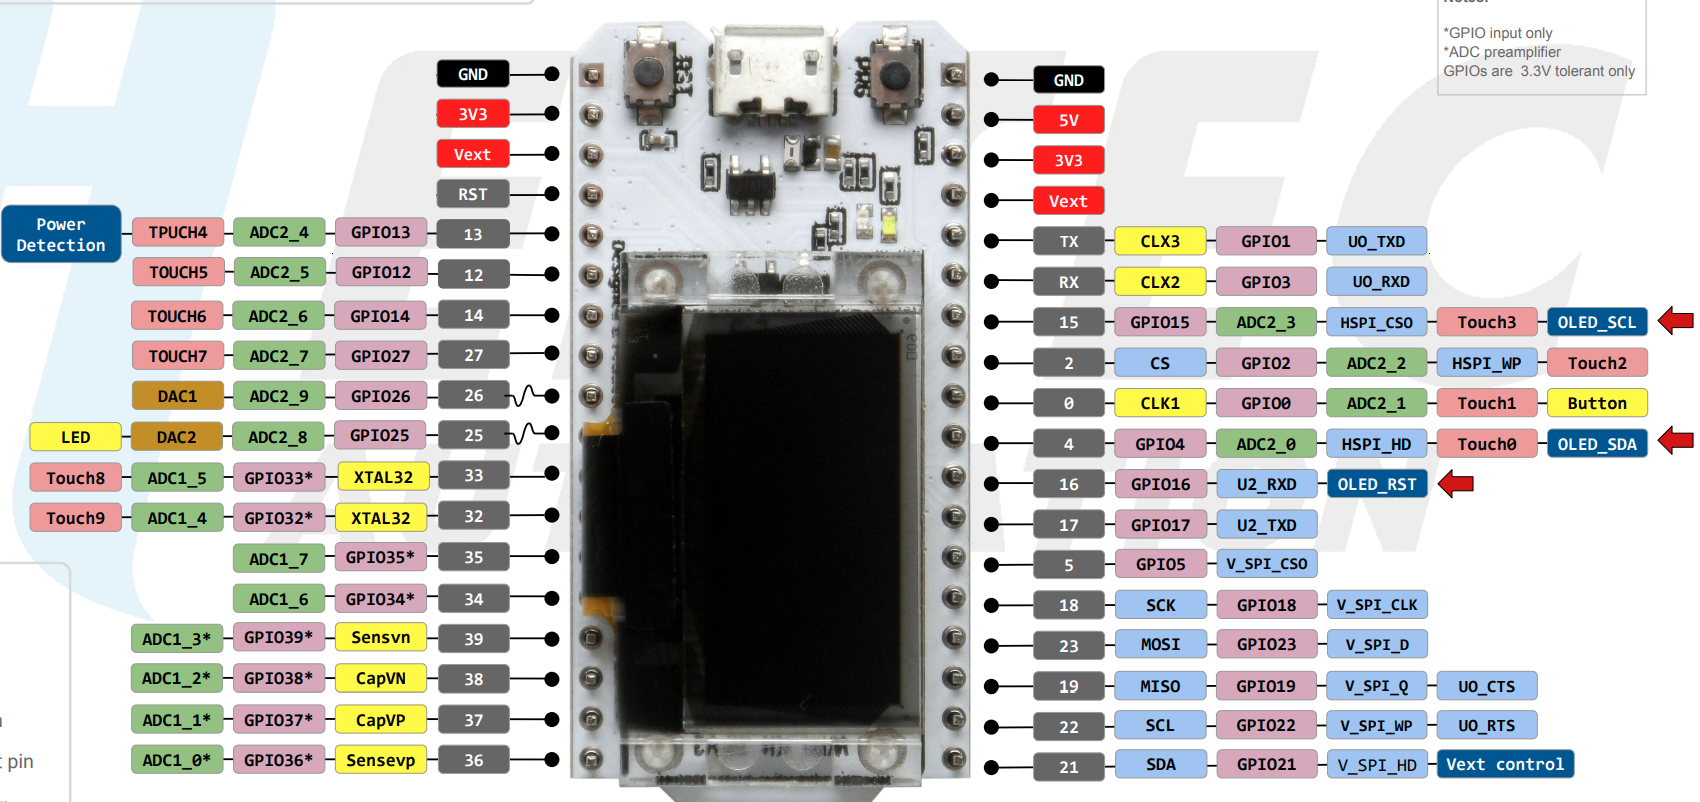 Notes:
*GPIO input only
*ADC preamplifier
GPIOs are 3.3V tolerant only
GND
3V3
Vext
RST
Power
Detection
TPUCH4 ADC2_4 GPIO13 13
TOUCH5 ADC2_5 GPIO12 12
TOUCH6 ADC2_6 GPIO14 14
TOUCH7 ADC2_7 GPIO27 27
DAC1 ADC2_9 GPIO26 26
LED DAC2 ADC2_8 GPIO25 25
Touch8 ADC1_5 GPIO33* XTAL32 33
Touch9 ADC1_4 GPIO32* XTAL32 32
ADC1_7 GPIO35* 35
ADC1_6 GPIO34* 34
ADC1_3* GPIO39* Sensvn 39
ADC1_2* GPIO38* CapVN 38
ADC1_1* GPIO37* CapVP 37
ADC1_0* GPIO36* Sensevp 36
pin
GND
5V
3V3
Vext
TX CLX3 GPIO1 UO_TXD
RX CLX2 GPIO3 UO_RXD
15 GPIO15 ADC2_3 HSPI_CSO Touch3 OLED_SCL
2 CS GPIO2 ADC2_2 HSPI_WP Touch2
0 CLK1 GPIO0 ADC2_1 Touch1 Button
4 GPIO4 ADC2_0 HSPI_HD Touch0 OLED_SDA
16 GPIO16 U2_RXD OLED_RST
17 GPIO17 U2_TXD
5 GPIO5 V_SPI_CSO
18 SCK GPIO18 V_SPI_CLK
23 MOSI GPIO23 V_SPI_D
19 MISO GPIO19 V_SPI_Q UO_CTS
22 SCL GPIO22 V_SPI_WP UO_RTS
21 SDA GPIO21 V_SPI_HD Vext control